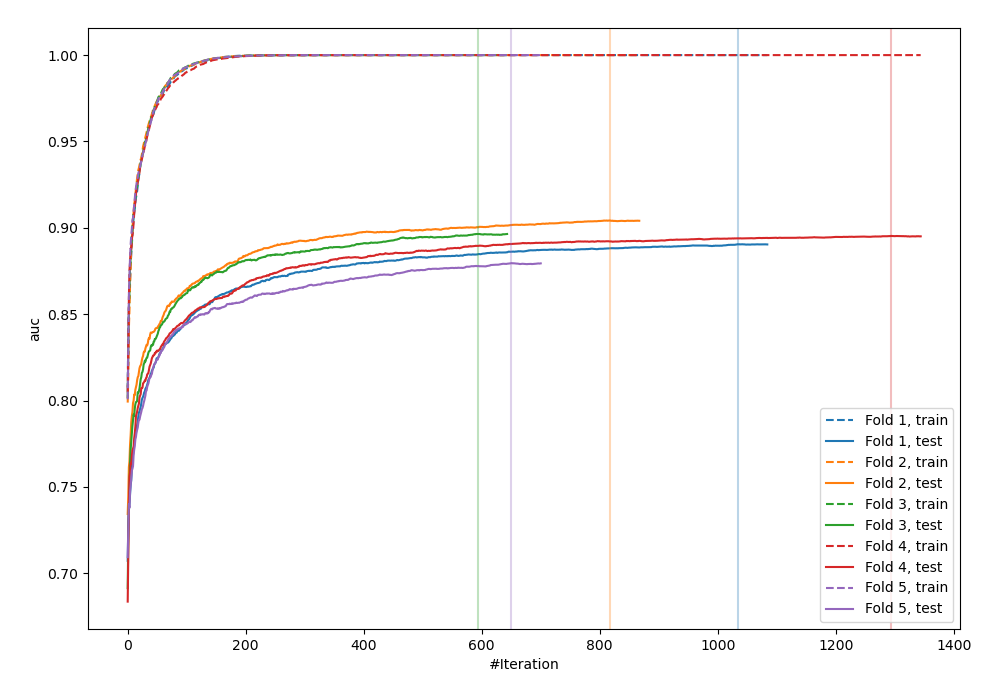 1.00
0.95
0.90
0.85
0.80
0.75
0.70
auc
0 200 400 600 800 1000 1200 1400
#Iteration
Fold 1, train
Fold 1, test
Fold 2, train
Fold 2, test
Fold 3, train
Fold 3, test
Fold 4, train
Fold 4, test
Fold 5, train
Fold 5, test